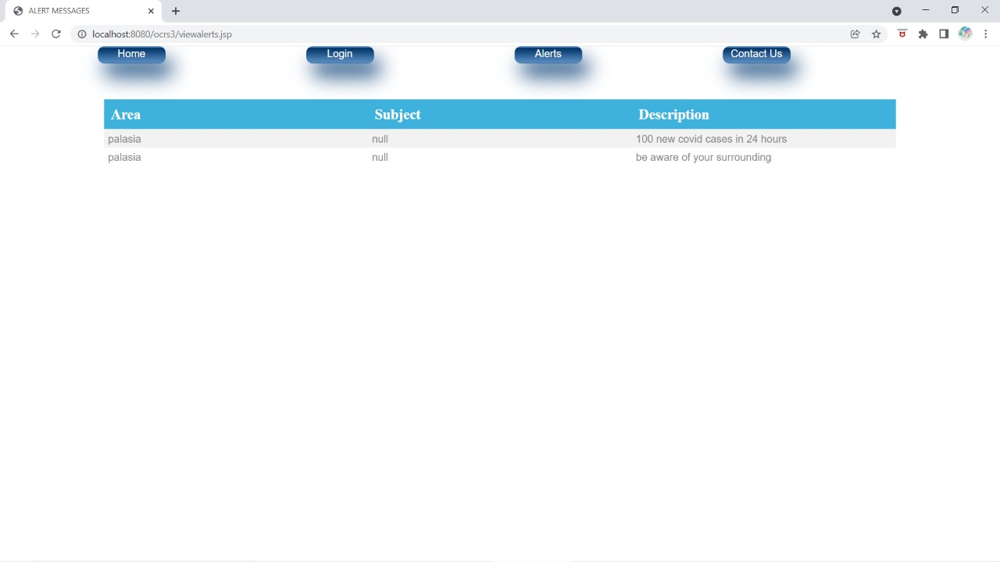 ALERT MESSAGES
localhost:8080/ocrs3/viewalerts.jsp
Home Login Alerts Contact Us
Area Subject Description
palasia null 100 new covid cases in 24 hours
palasia null be aware of your surrounding